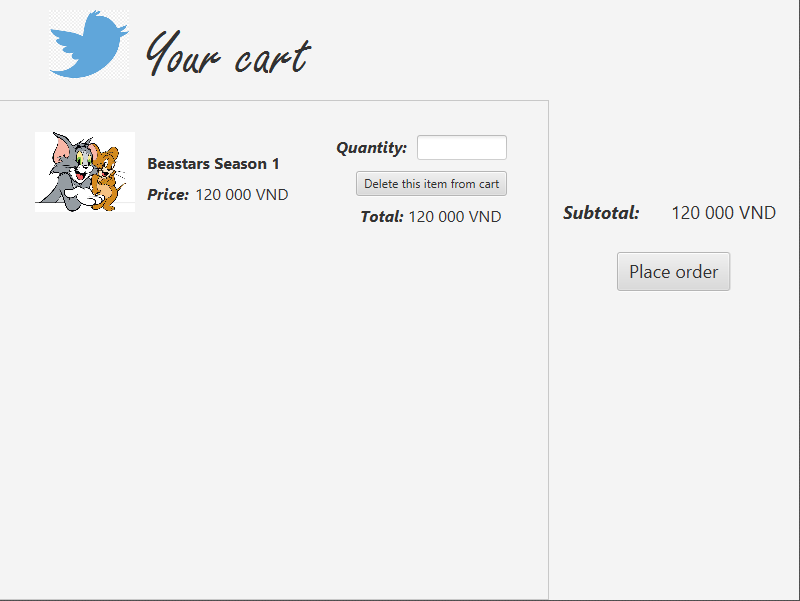 Your cart
Beastars Season 1
Price: 120 000 VND
Quantity:
Delete this item from cart
Total: 120 000 VND
Subtotal: 120 000 VND
Place order